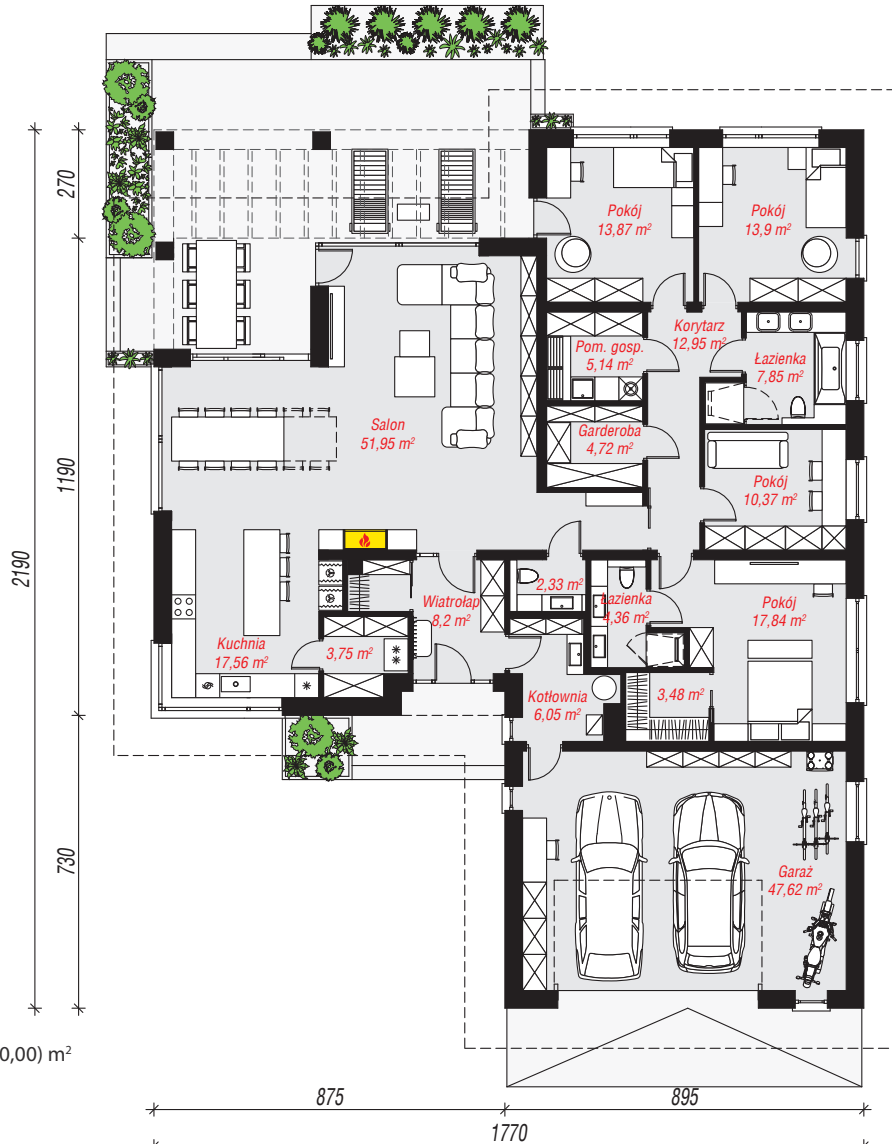 270
1190
2190
730
Pokój
13,87 m²
Pokój
13,9 m²
Korytarz
12,95 m²
Pom. gosp.
5,14 m²
Łazienka
7,85 m²
Salon
51,95 m²
Garderoba
4,72 m²
Pokój
10,37 m²
Wiatrołap
8,2 m²
2,33 m²
Łazienka
4,36 m²
Pokój
17,84 m²
Kuchnia
17,56 m²
3,75 m²
Kotłownia
6,05 m²
3,48 m²
Garaż
47,62 m²
0,00) m²
875
895
1770